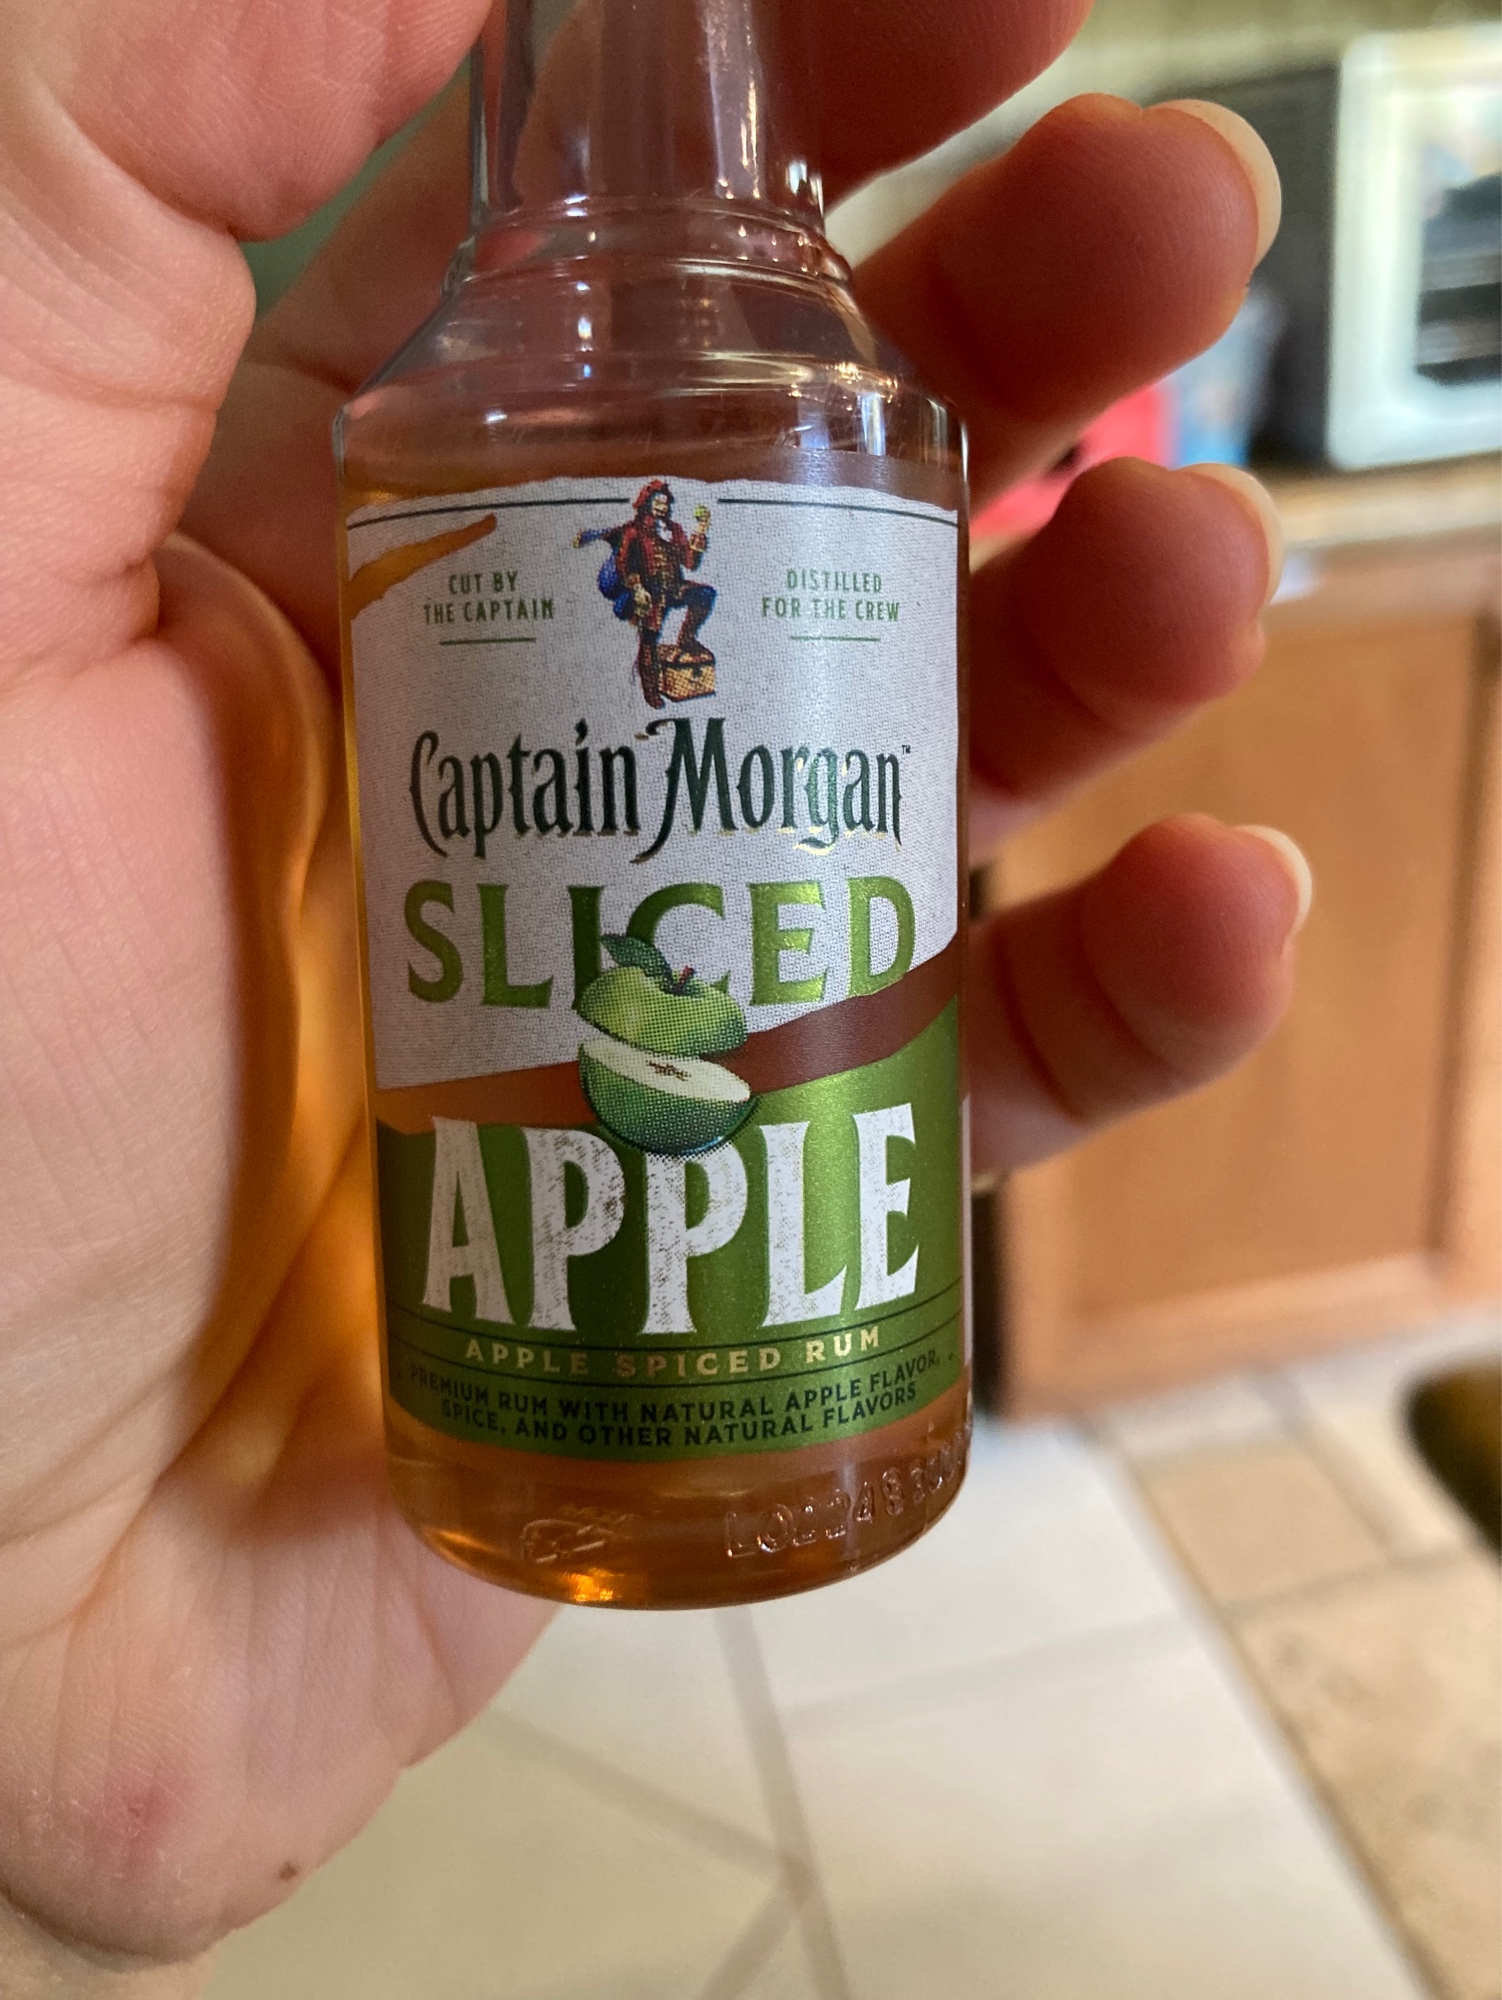 CUT BY
THE CAPTAIN
DISTILLED
FOR THE CREW
Captain Morgan™
SLICED
APPLE
APPLE SPICED RUM
PREMIUM RUM WITH NATURAL APPLE FLAVOR,
SPICE, AND OTHER NATURAL FLAVORS